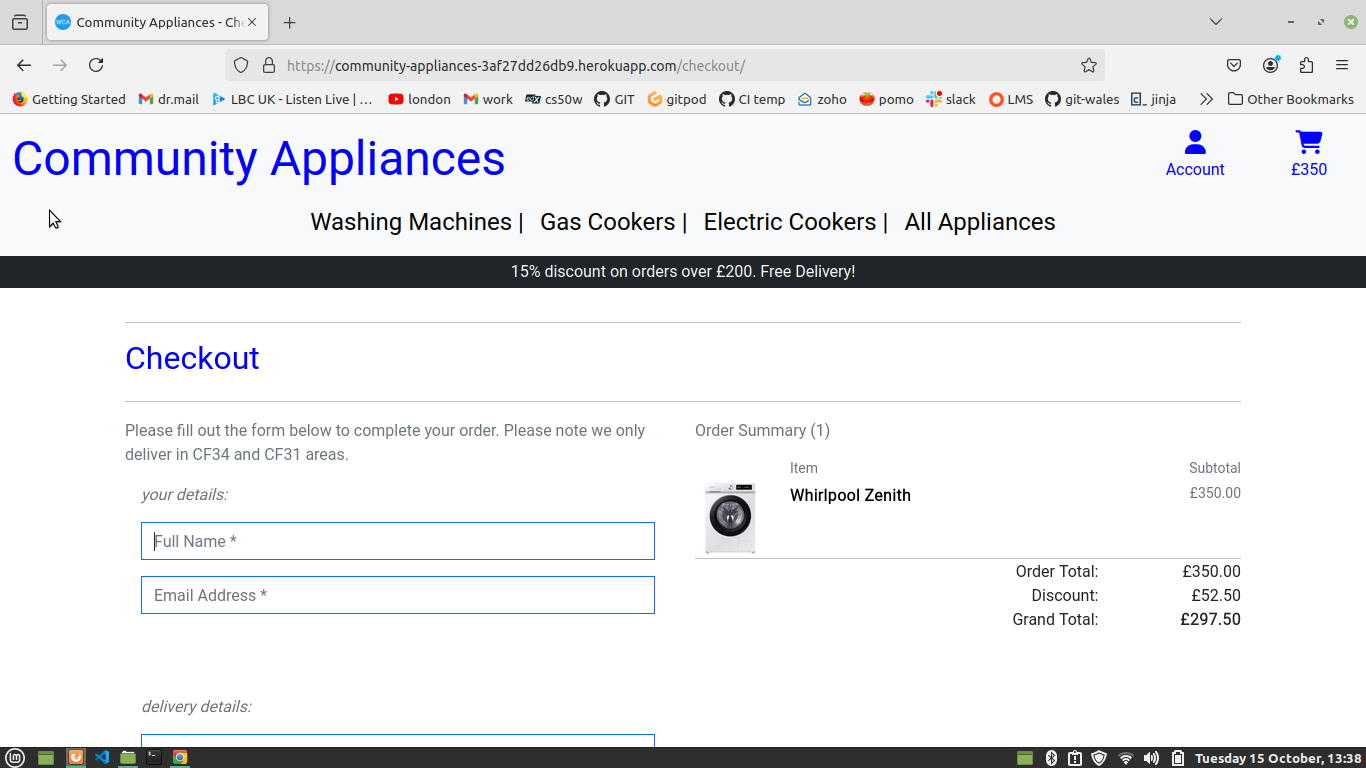 WCA Community Appliances - Ch
https://community-appliances-3af27dd26db9.herokuapp.com/checkout/
Getting Started dr.mail LBC UK - Listen Live | … london work cs50w GIT gitpod CI temp zoho pomo slack LMS git-wales jinja Other Bookmarks
Community Appliances
Account £350
Washing Machines | Gas Cookers | Electric Cookers | All Appliances
15% discount on orders over £200. Free Delivery!
Checkout
Please fill out the form below to complete your order. Please note we only
deliver in CF34 and CF31 areas.
your details:
Full Name *
Email Address *
delivery details:
Order Summary (1)
Item Subtotal
Whirlpool Zenith £350.00
Order Total: £350.00
Discount: £52.50
Grand Total: £297.50
Tuesday 15 October, 13:38